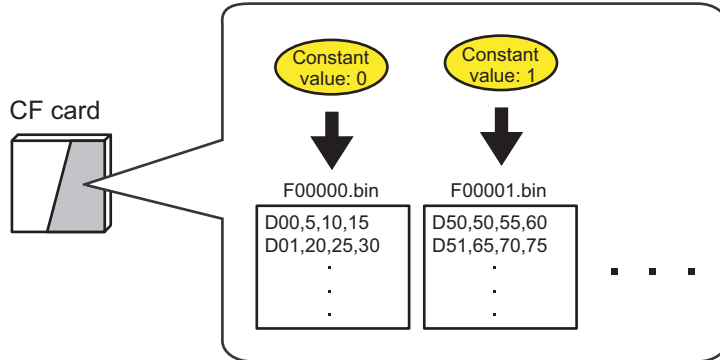 CF card
Constant
value: 0
Constant
value: 1
F00000.bin
F00001.bin
D00,5,10,15
D01,20,25,30
D50,50,55,60
D51,65,70,75